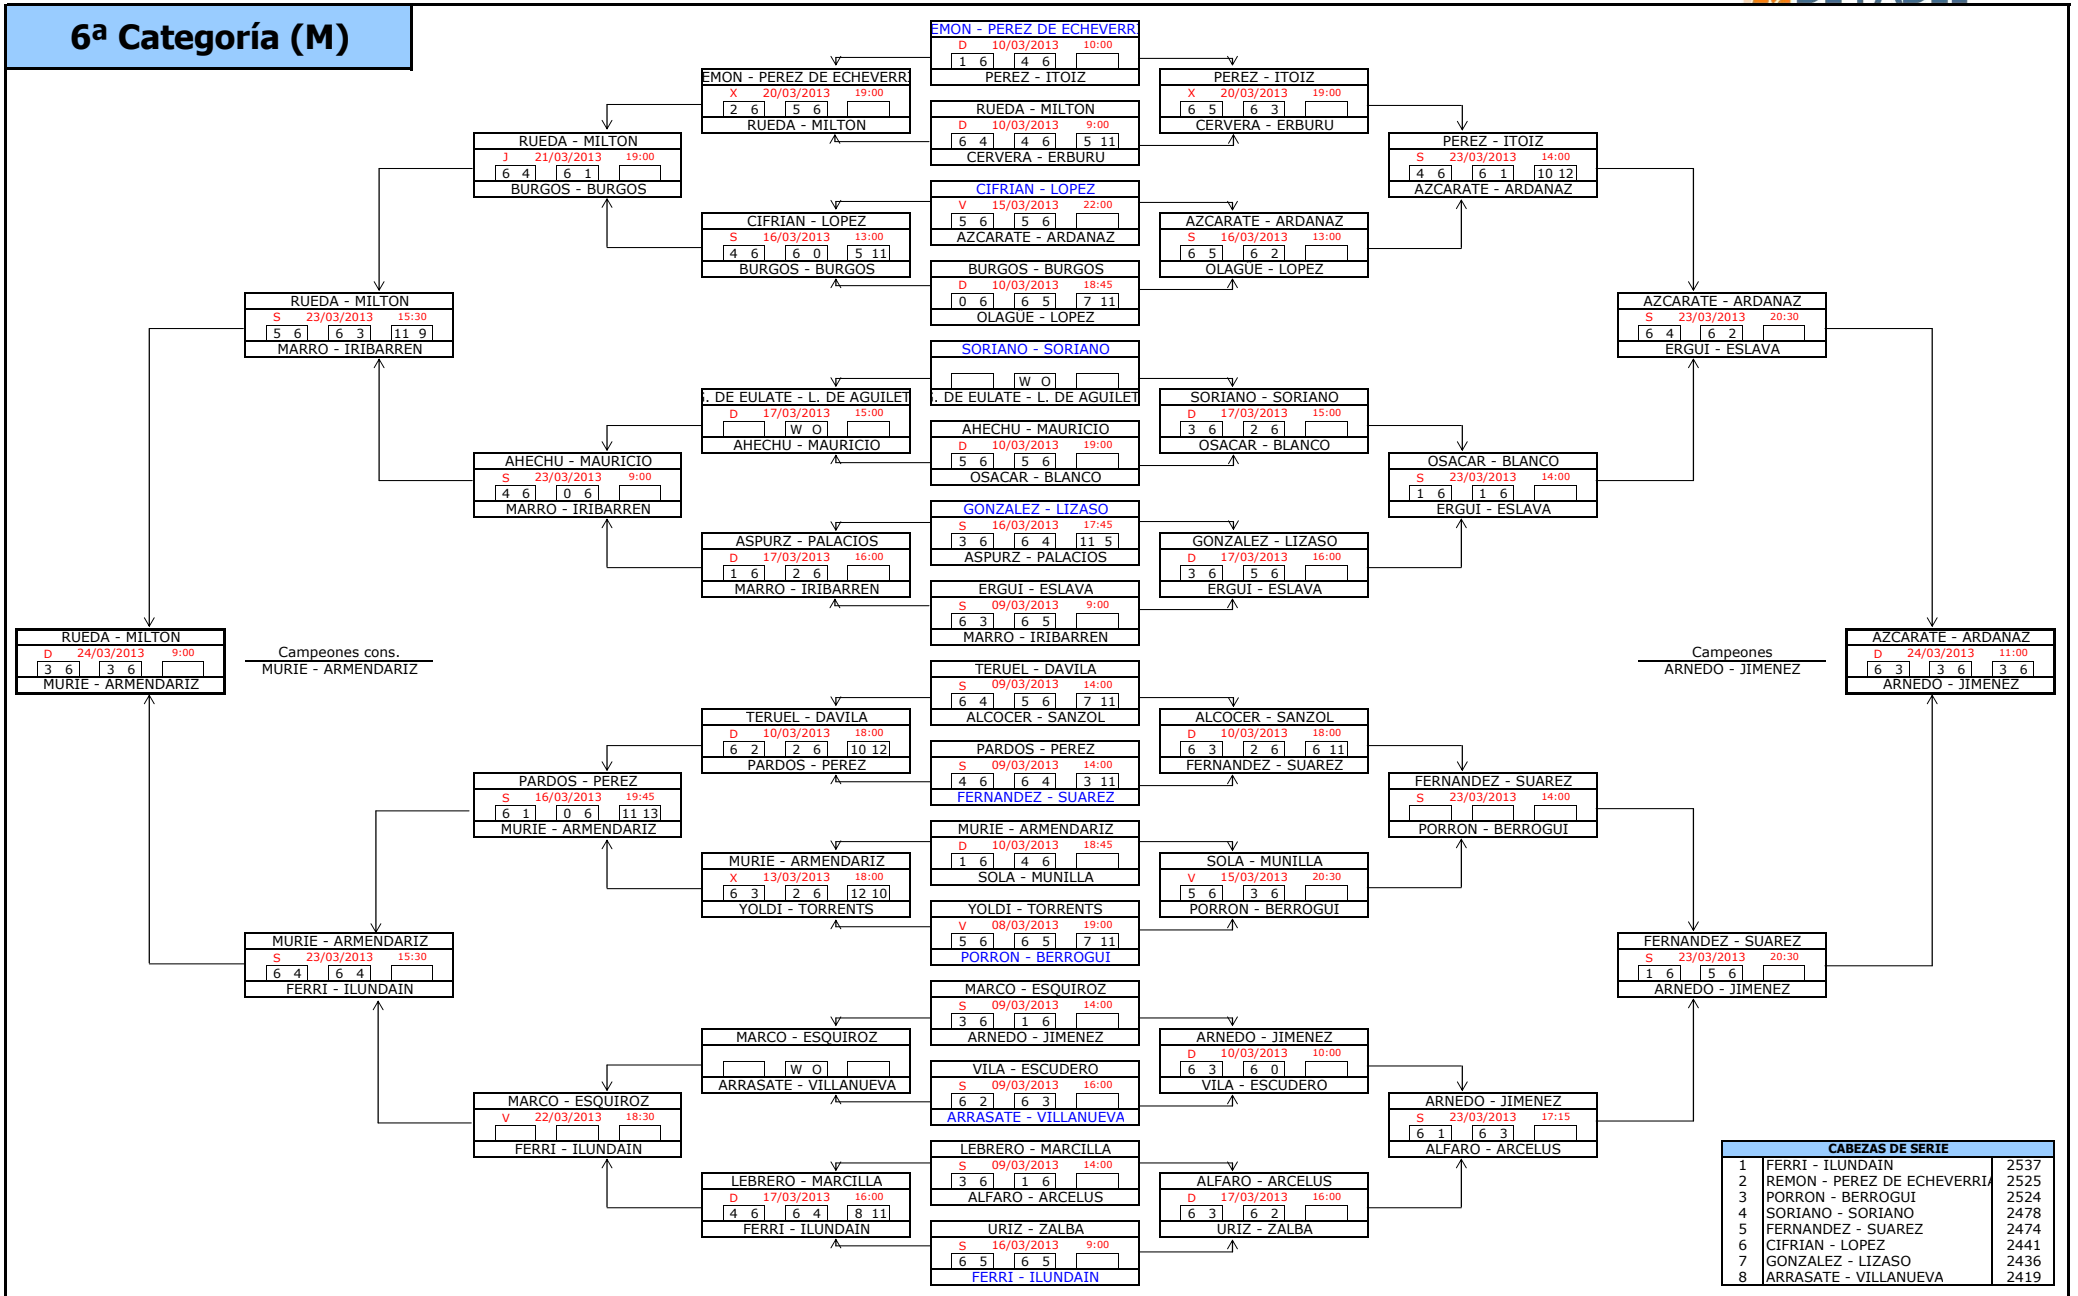 6ª Categoría (M)
RUEDA - MILTON
D 24/03/2013 9:00
3 6 3 6
MURIE - ARMENDARIZ
Campeones cons.
MURIE - ARMENDARIZ
RUEDA - MILTON
S 23/03/2013 15:30
5 6 6 3 11 9
MARRO - IRIBARREN
MURIE - ARMENDARIZ
S 23/03/2013 15:30
6 4 6 4
FERRI - ILUNDAIN
RUEDA - MILTON
J 21/03/2013 19:00
6 4 6 1
BURGOS - BURGOS
AHECHU - MAURICIO
S 23/03/2013 9:00
4 6 0 6
MARRO - IRIBARREN
PARDOS - PEREZ
S 16/03/2013 19:45
6 1 0 6 11 13
MURIE - ARMENDARIZ
MARCO - ESQUIROZ
V 22/03/2013 18:30
FERRI - ILUNDAIN
EMON - PEREZ DE ECHEVERR
X 20/03/2013 19:00
2 6 5 6
RUEDA - MILTON
CIFRIAN - LOPEZ
S 16/03/2013 13:00
4 6 6 0 5 11
BURGOS - BURGOS
. DE EULATE - L. DE AGUILET
D 17/03/2013 15:00
W O
AHECHU - MAURICIO
ASPURZ - PALACIOS
D 17/03/2013 16:00
1 6 2 6
MARRO - IRIBARREN
TERUEL - DAVILA
D 10/03/2013 18:00
6 2 2 6 10 12
PARDOS - PEREZ
MURIE - ARMENDARIZ
X 13/03/2013 18:00
6 3 2 6 12 10
YOLDI - TORRENTS
MARCO - ESQUIROZ
W O
ARRASATE - VILLANUEVA
LEBRERO - MARCILLA
D 17/03/2013 16:00
4 6 6 4 8 11
FERRI - ILUNDAIN
EMON - PEREZ DE ECHEVERR
D 10/03/2013 10:00
1 6 4 6
PEREZ - ITOIZ
RUEDA - MILTON
D 10/03/2013 9:00
6 4 4 6 5 11
CERVERA - ERBURU
CIFRIAN - LOPEZ
V 15/03/2013 22:00
5 6 5 6
AZCARATE - ARDANAZ
BURGOS - BURGOS
D 10/03/2013 18:45
0 6 6 5 7 11
OLAGÜE - LOPEZ
SORIANO - SORIANO
W O
. DE EULATE - L. DE AGUILET
AHECHU - MAURICIO
D 10/03/2013 19:00
5 6 5 6
OSACAR - BLANCO
GONZALEZ - LIZASO
S 16/03/2013 17:45
3 6 6 4 11 5
ASPURZ - PALACIOS
ERGUI - ESLAVA
S 09/03/2013 9:00
6 3 6 5
MARRO - IRIBARREN
TERUEL - DAVILA
S 09/03/2013 14:00
6 4 5 6 7 11
ALCOCER - SANZOL
PARDOS - PEREZ
S 09/03/2013 14:00
4 6 6 4 3 11
FERNANDEZ - SUAREZ
MURIE - ARMENDARIZ
D 10/03/2013 18:45
1 6 4 6
SOLA - MUNILLA
YOLDI - TORRENTS
V 08/03/2013 19:00
5 6 6 5 7 11
PORRON - BERROGUI
MARCO - ESQUIROZ
S 09/03/2013 14:00
3 6 1 6
ARNEDO - JIMENEZ
VILA - ESCUDERO
S 09/03/2013 16:00
6 2 6 3
ARRASATE - VILLANUEVA
LEBRERO - MARCILLA
S 09/03/2013 14:00
3 6 1 6
ALFARO - ARCELUS
URIZ - ZALBA
S 16/03/2013 9:00
6 5 6 5
FERRI - ILUNDAIN
PEREZ - ITOIZ
X 20/03/2013 19:00
6 5 6 3
CERVERA - ERBURU
AZCARATE - ARDANAZ
S 16/03/2013 13:00
6 5 6 2
OLAGÜE - LOPEZ
SORIANO - SORIANO
D 17/03/2013 15:00
3 6 2 6
OSACAR - BLANCO
GONZALEZ - LIZASO
D 17/03/2013 16:00
3 6 5 6
ERGUI - ESLAVA
ALCOCER - SANZOL
D 10/03/2013 18:00
6 3 2 6 6 11
FERNANDEZ - SUAREZ
SOLA - MUNILLA
V 15/03/2013 20:30
5 6 3 6
PORRON - BERROGUI
ARNEDO - JIMENEZ
D 10/03/2013 10:00
6 3 6 0
VILA - ESCUDERO
ALFARO - ARCELUS
D 17/03/2013 16:00
6 3 6 2
URIZ - ZALBA
PEREZ - ITOIZ
S 23/03/2013 14:00
4 6 6 1 10 12
AZCARATE - ARDANAZ
OSACAR - BLANCO
S 23/03/2013 14:00
1 6 1 6
ERGUI - ESLAVA
FERNANDEZ - SUAREZ
S 23/03/2013 14:00
PORRON - BERROGUI
ARNEDO - JIMENEZ
S 23/03/2013 17:15
6 1 6 3
ALFARO - ARCELUS
AZCARATE - ARDANAZ
S 23/03/2013 20:30
6 4 6 2
ERGUI - ESLAVA
FERNANDEZ - SUAREZ
S 23/03/2013 20:30
1 6 5 6
ARNEDO - JIMENEZ
Campeones
ARNEDO - JIMENEZ
AZCARATE - ARDANAZ
D 24/03/2013 11:00
6 3 3 6 3 6
ARNEDO - JIMENEZ
CABEZAS DE SERIE
1 FERRI - ILUNDAIN 2537
2 REMON - PEREZ DE ECHEVERRIA 2525
3 PORRON - BERROGUI 2524
4 SORIANO - SORIANO 2478
5 FERNANDEZ - SUAREZ 2474
6 CIFRIAN - LOPEZ 2441
7 GONZALEZ - LIZASO 2436
8 ARRASATE - VILLANUEVA 2419